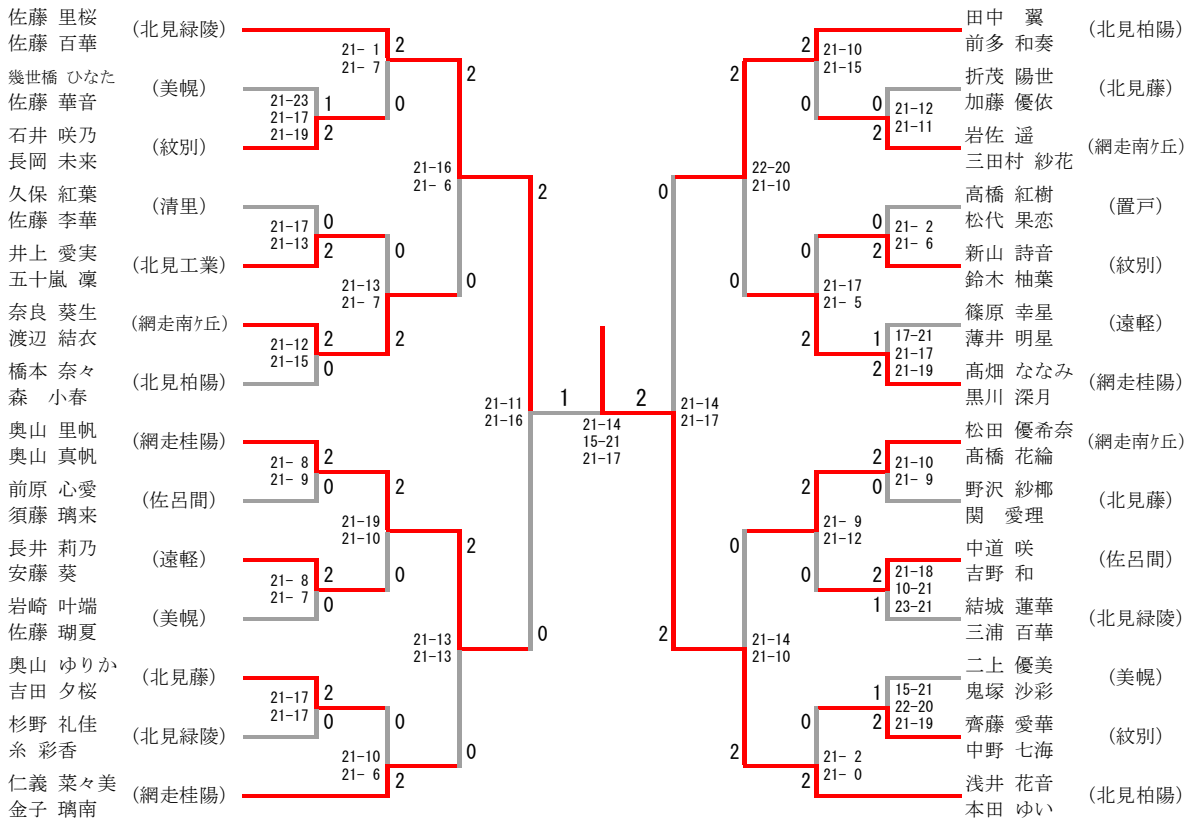 佐藤 里桜
佐藤 百華
(北見緑陵)
幾世橋 ひなた
佐藤 華音
(美幌)
石井 咲乃
長岡 未来
(紋別)
久保 紅葉
佐藤 李華
(清里)
井上 愛実
五十嵐 凜
(北見工業)
奈良 葵生
渡辺 結衣
(網走南ケ丘)
橋本 奈々
森 小春
(北見柏陽)
奥山 里帆
奥山 真帆
(網走桂陽)
前原 心愛
須藤 璃来
(佐呂間)
長井 莉乃
安藤 葵
(遠軽)
岩崎 叶端
佐藤 瑚夏
(美幌)
奥山 ゆりか
吉田 夕桜
(北見藤)
杉野 礼佳
糸 彩香
(北見緑陵)
仁義 菜々美
金子 璃南
(網走桂陽)
21-23
21-17
21-19
1
2
21-17
21-13
0
2
21-12
21-15
2
0
21- 8
21- 9
2
0
21- 8
21- 7
2
0
21-17
21-17
2
0
21- 1
21- 7
2
0
21-13
21- 7
0
2
21-19
21-10
2
0
21-10
21- 6
0
2
21-16
21- 6
2
0
21-13
21-13
2
0
21-11
21-16
2
0
1
2
21-14
15-21
21-17
21-14
21-17
0
2
22-20
21-10
2
0
21-14
21-10
0
2
21-10
21-15
2
0
21-17
21- 5
0
2
21- 9
21-12
2
0
21- 2
21- 0
0
2
21-12
21-11
0
2
21- 2
21- 6
0
2
17-21
21-17
21-19
1
2
21-10
21- 9
2
0
21-18
10-21
23-21
2
1
15-21
22-20
21-19
1
2
田中 翼
前多 和奏
(北見柏陽)
折茂 陽世
加藤 優依
(北見藤)
岩佐 遥
三田村 紗花
(網走南ケ丘)
高橋 紅樹
松代 果恋
(置戸)
新山 詩音
鈴木 柚葉
(紋別)
篠原 幸星
薄井 明星
(遠軽)
髙畑 ななみ
黒川 深月
(網走桂陽)
松田 優希奈
髙橋 花綸
(網走南ケ丘)
野沢 紗椰
関 愛理
(北見藤)
中道 咲
吉野 和
(佐呂間)
結城 蓮華
三浦 百華
(北見緑陵)
二上 優美
鬼塚 沙彩
(美幌)
齊藤 愛華
中野 七海
(紋別)
浅井 花音
本田 ゆい
(北見柏陽)